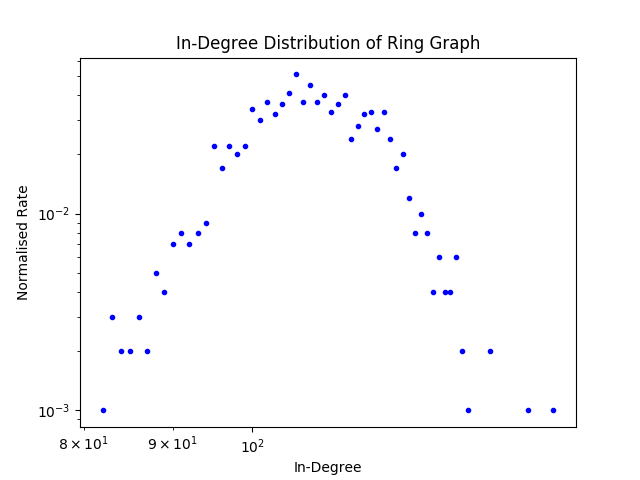 In-Degree Distribution of Ring Graph
Normalised Rate
10⁻²
10⁻³
8 × 10¹ 9 × 10¹ 10²
In-Degree